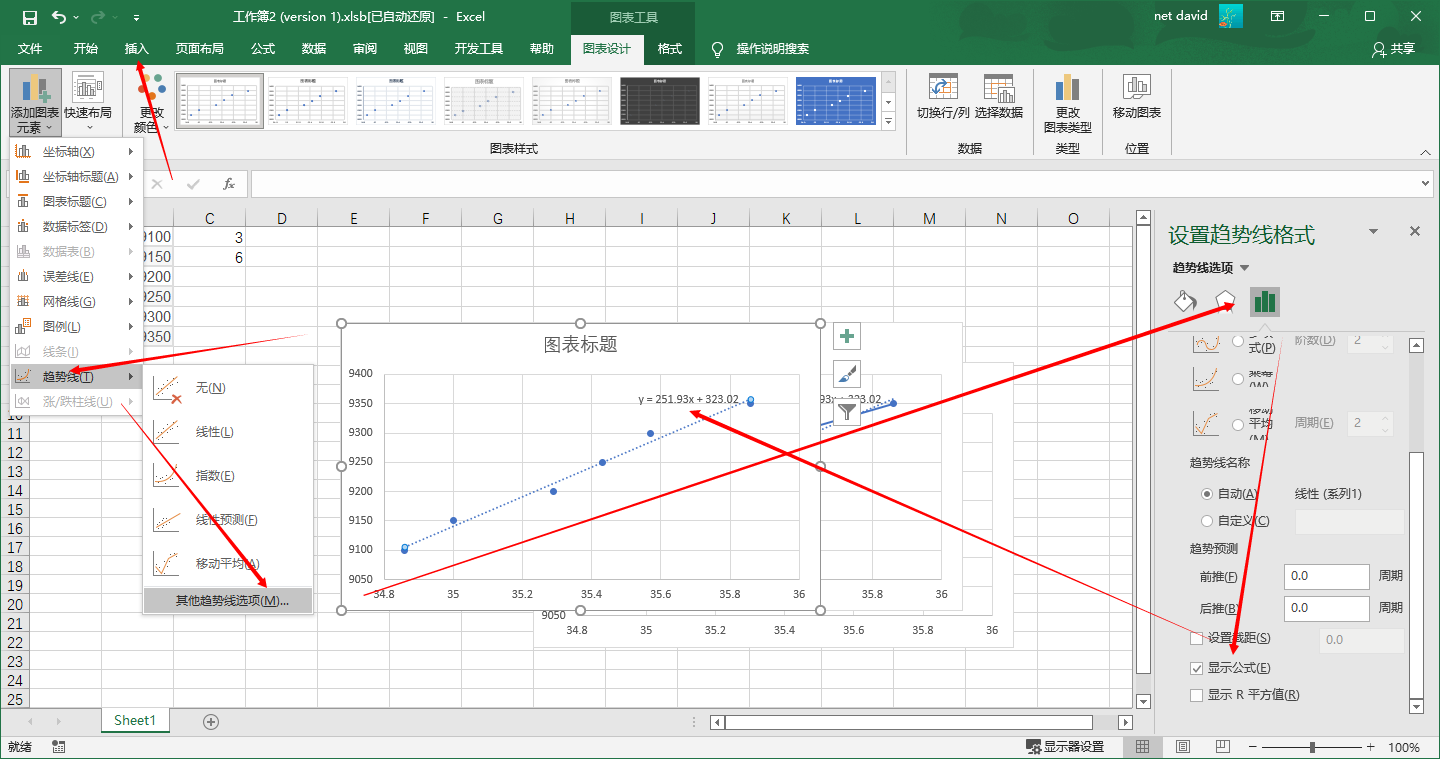 工作簿2 (version 1).xlsb[已自动还原] - Excel
图表工具
net david
文件 开始 插入 页面布局 公式 数据 审阅 视图 开发工具 帮助 图表设计 格式 操作说明搜索 共享
添加图表元素
快速布局
更改颜色
图表样式
切换行/列 选择数据
数据
更改
图表类型
类型
移动图表
位置
坐标轴(X)
坐标轴标题(A)
图表标题(C)
数据标签(D)
数据表(B)
误差线(E)
网格线(G)
图例(L)
线条(I)
趋势线(T)
涨/跌柱线(U)
无(N)
线性(L)
指数(E)
线性预测(F)
移动平均(A)
其他趋势线选项(M)...
fx
C D E F G H I J K L M N O
9100 3
9150 6
9200
9250
9300
9350
11
12
13
14
15
16
17
18
19
20
21
22
23
24
25
图表标题
9400
9350
9300
9250
9200
9150
9100
9050
34.8 35 35.2 35.4 35.6 35.8 36
y = 251.93x + 323.02
93x + 323.02
35.8 36
9050
34.8 35 35.2 35.4 35.6 35.8 36
设置趋势线格式
趋势线选项
式(P)
阶数(D) 2
移动
平均
周期(E) 2
趋势线名称
自动(A) 线性 (系列1)
自定义(C)
趋势预测
前推(F) 0.0 周期
后推(B) 0.0 周期
设置截距(S) 0.0
显示公式(E)
显示 R 平方值(R)
Sheet1
就绪
显示器设置
100%